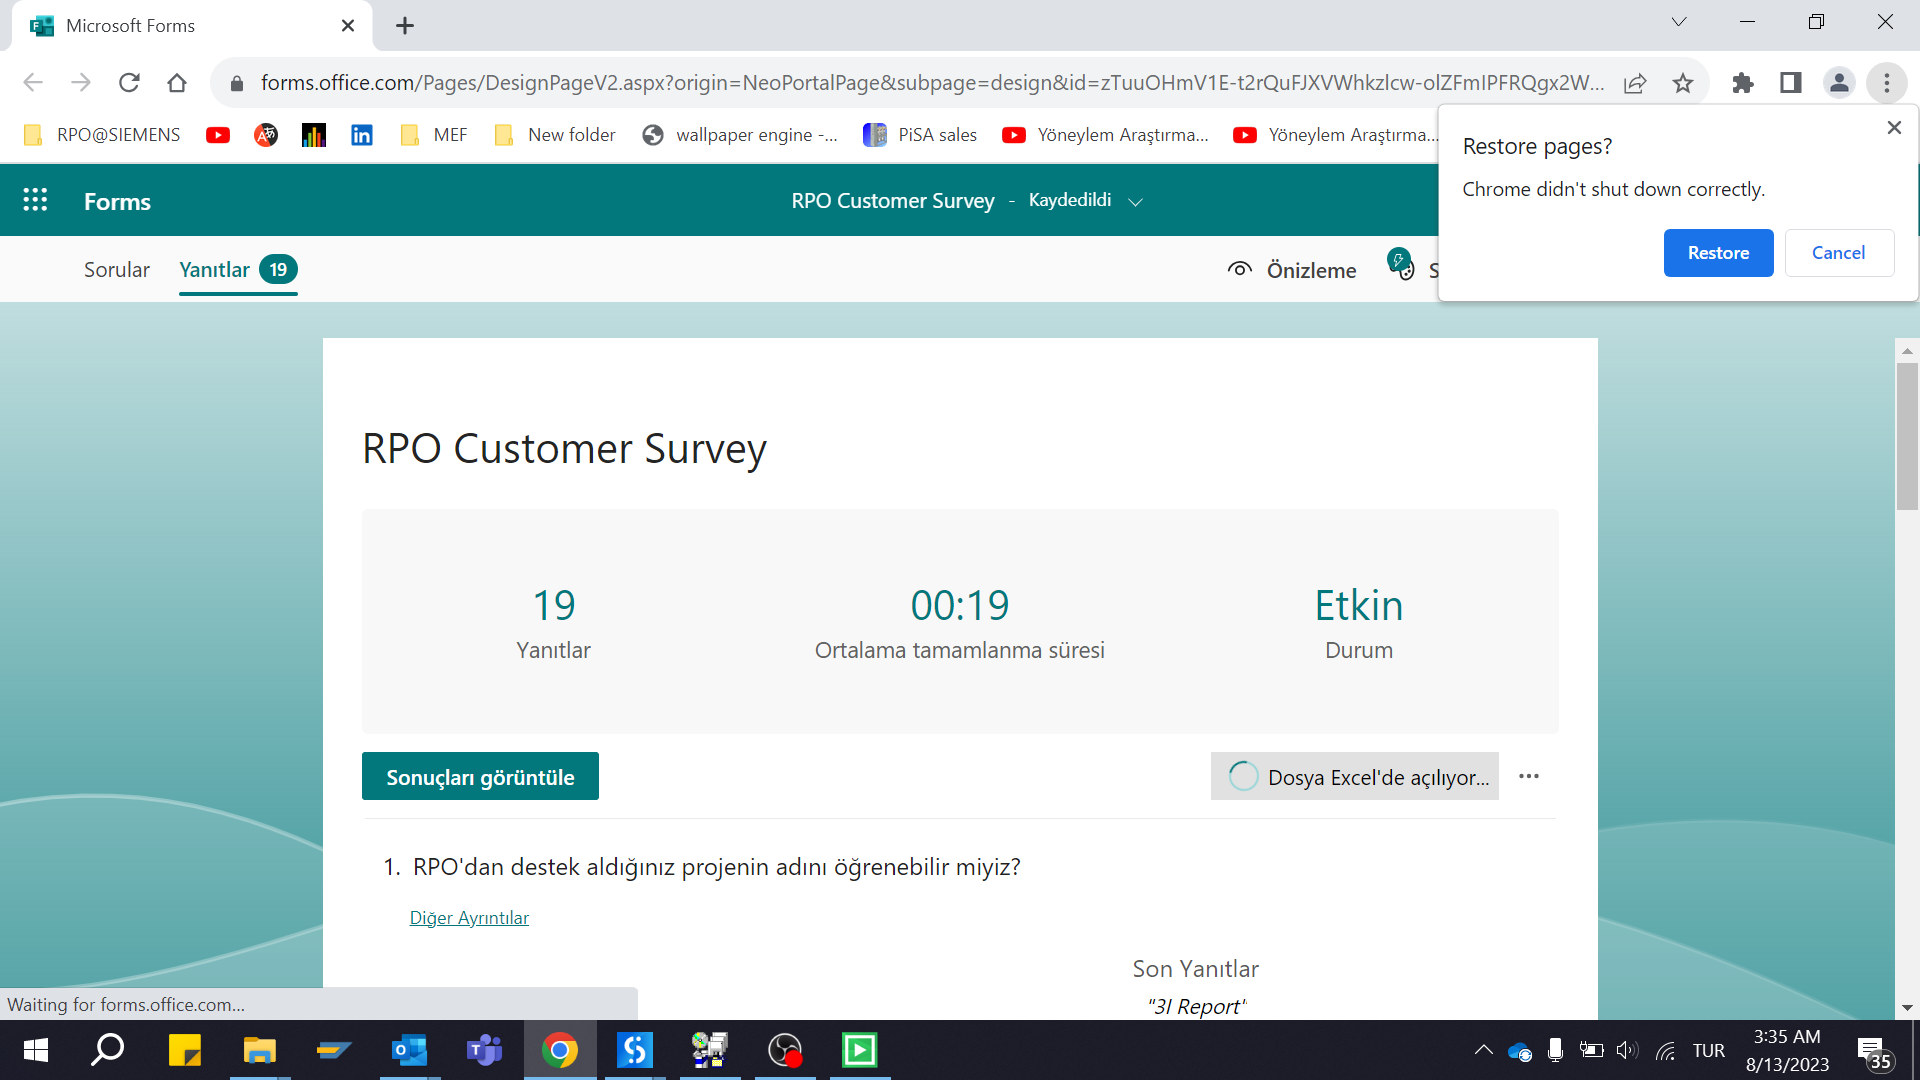 Microsoft Forms
forms.office.com/Pages/DesignPageV2.aspx?origin=NeoPortalPage&subpage=design&id=zTuuOHmV1E-t2rQuFJXVWhkzlcw-olZFmIPFRQgx2W...
RPO@SIEMENS
MEF
New folder
wallpaper engine -...
PiSA sales
Yöneylem Araştırma...
Yöneylem Araştırma...
Restore pages?
Chrome didn't shut down correctly.
Restore
Cancel
Forms
RPO Customer Survey - Kaydedildi
Sorular
Yanıtlar 19
Önizleme
S
RPO Customer Survey
19
Yanıtlar
00:19
Ortalama tamamlanma süresi
Etkin
Durum
Sonuçları görüntüle
Dosya Excel'de açılıyor...
1. RPO'dan destek aldığınız projenin adını öğrenebilir miyiz?
Diğer Ayrıntılar
Son Yanıtlar
"3I Report"
Waiting for forms.office.com...
TUR
3:35 AM
8/13/2023
35